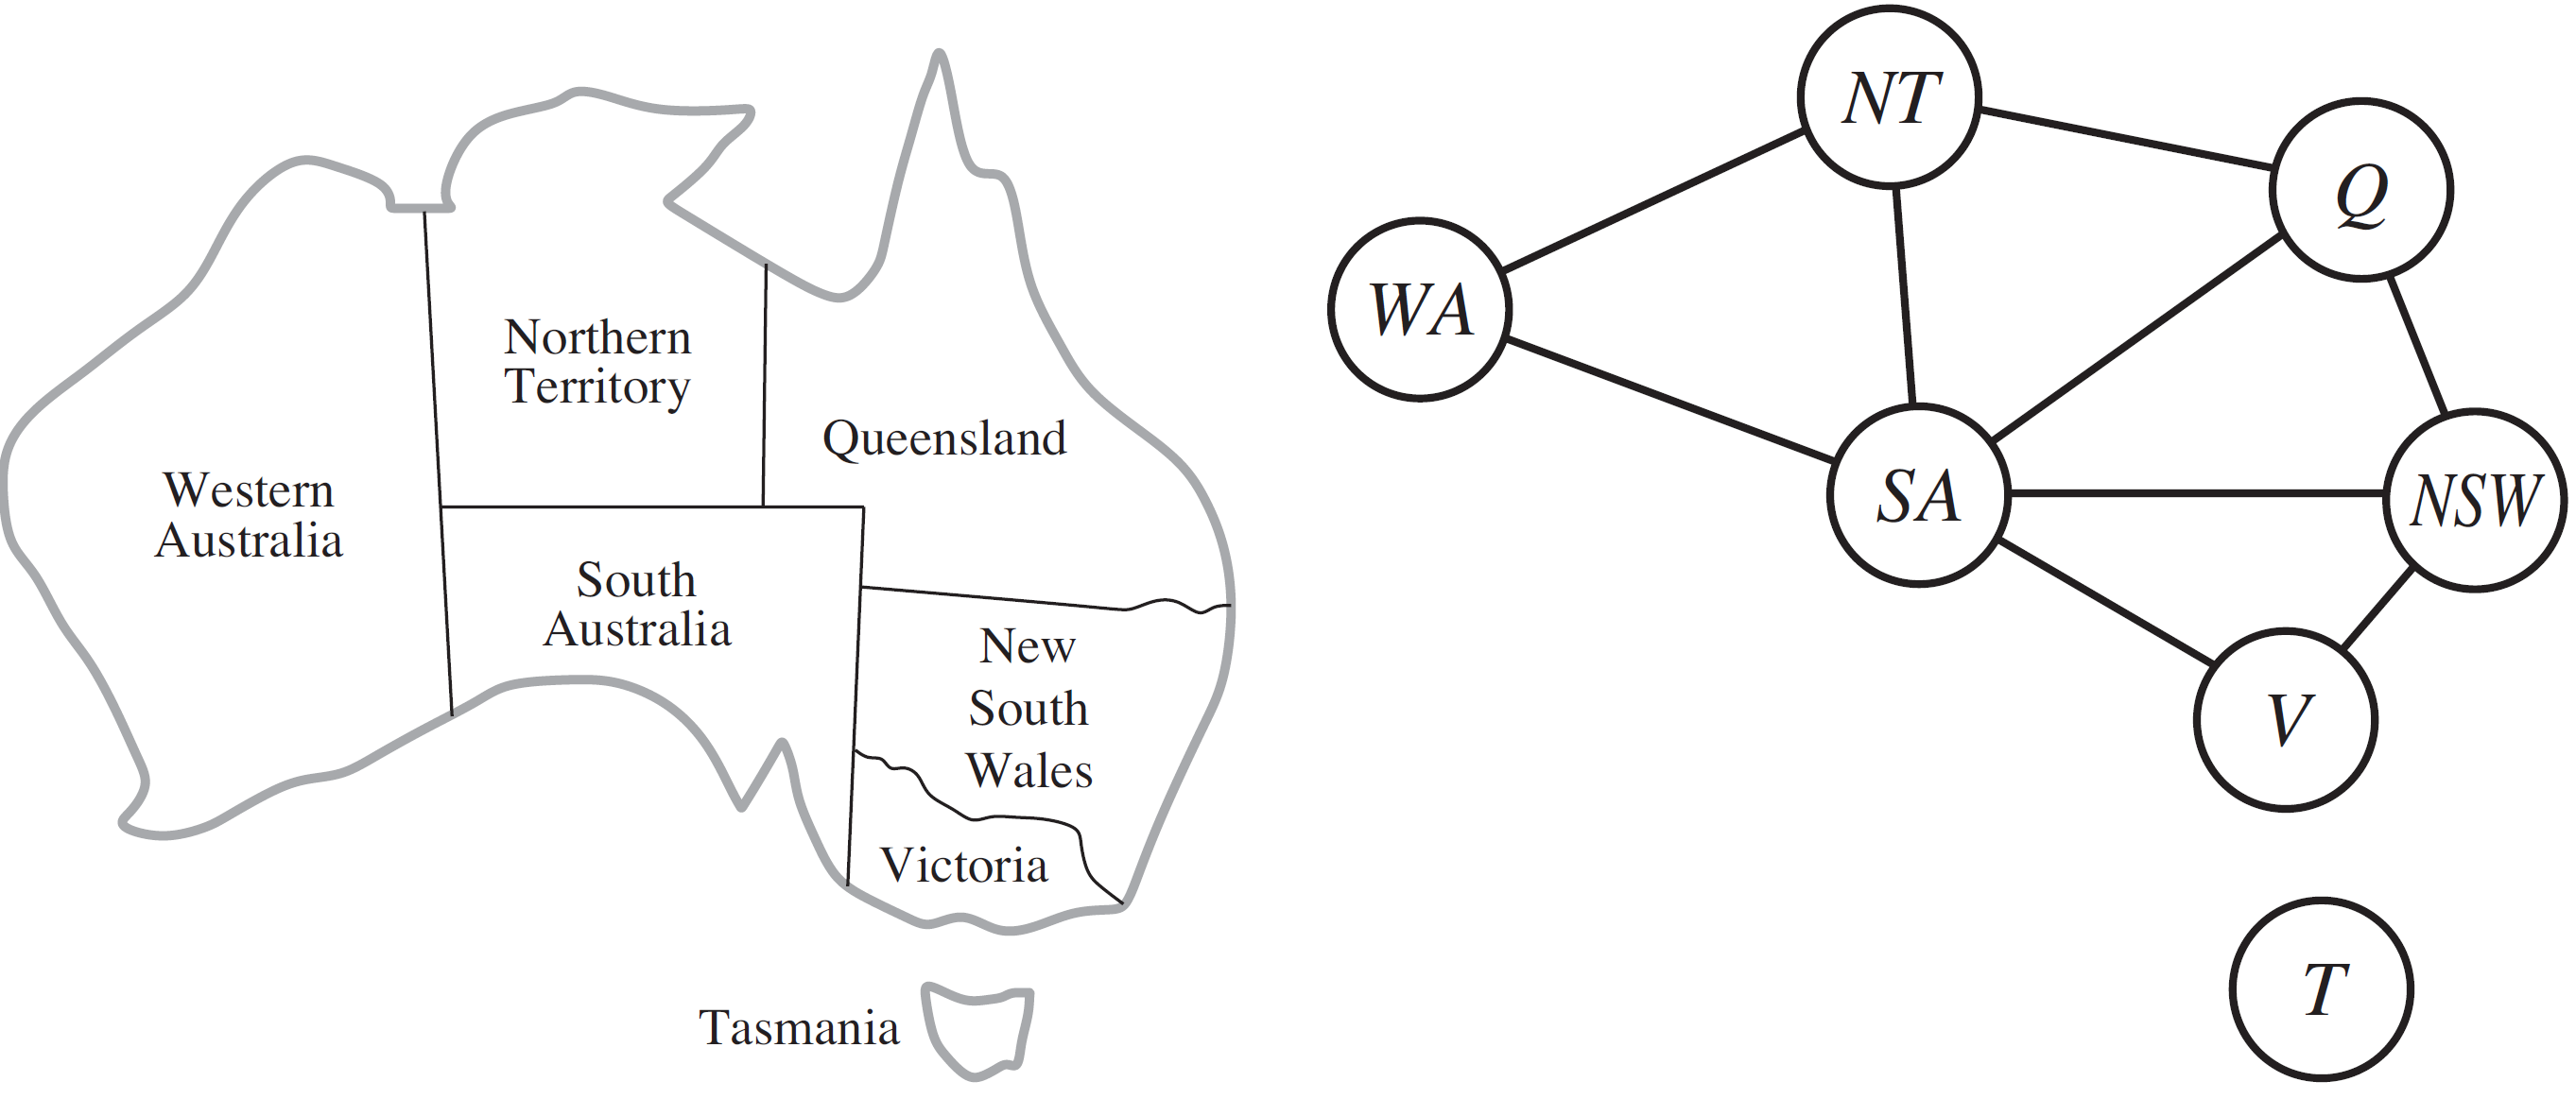 Northern
Territory
Queensland
Western
Australia
South
Australia
New
South
Wales
Victoria
Tasmania
NT
Q
WA
SA
NSW
V
T